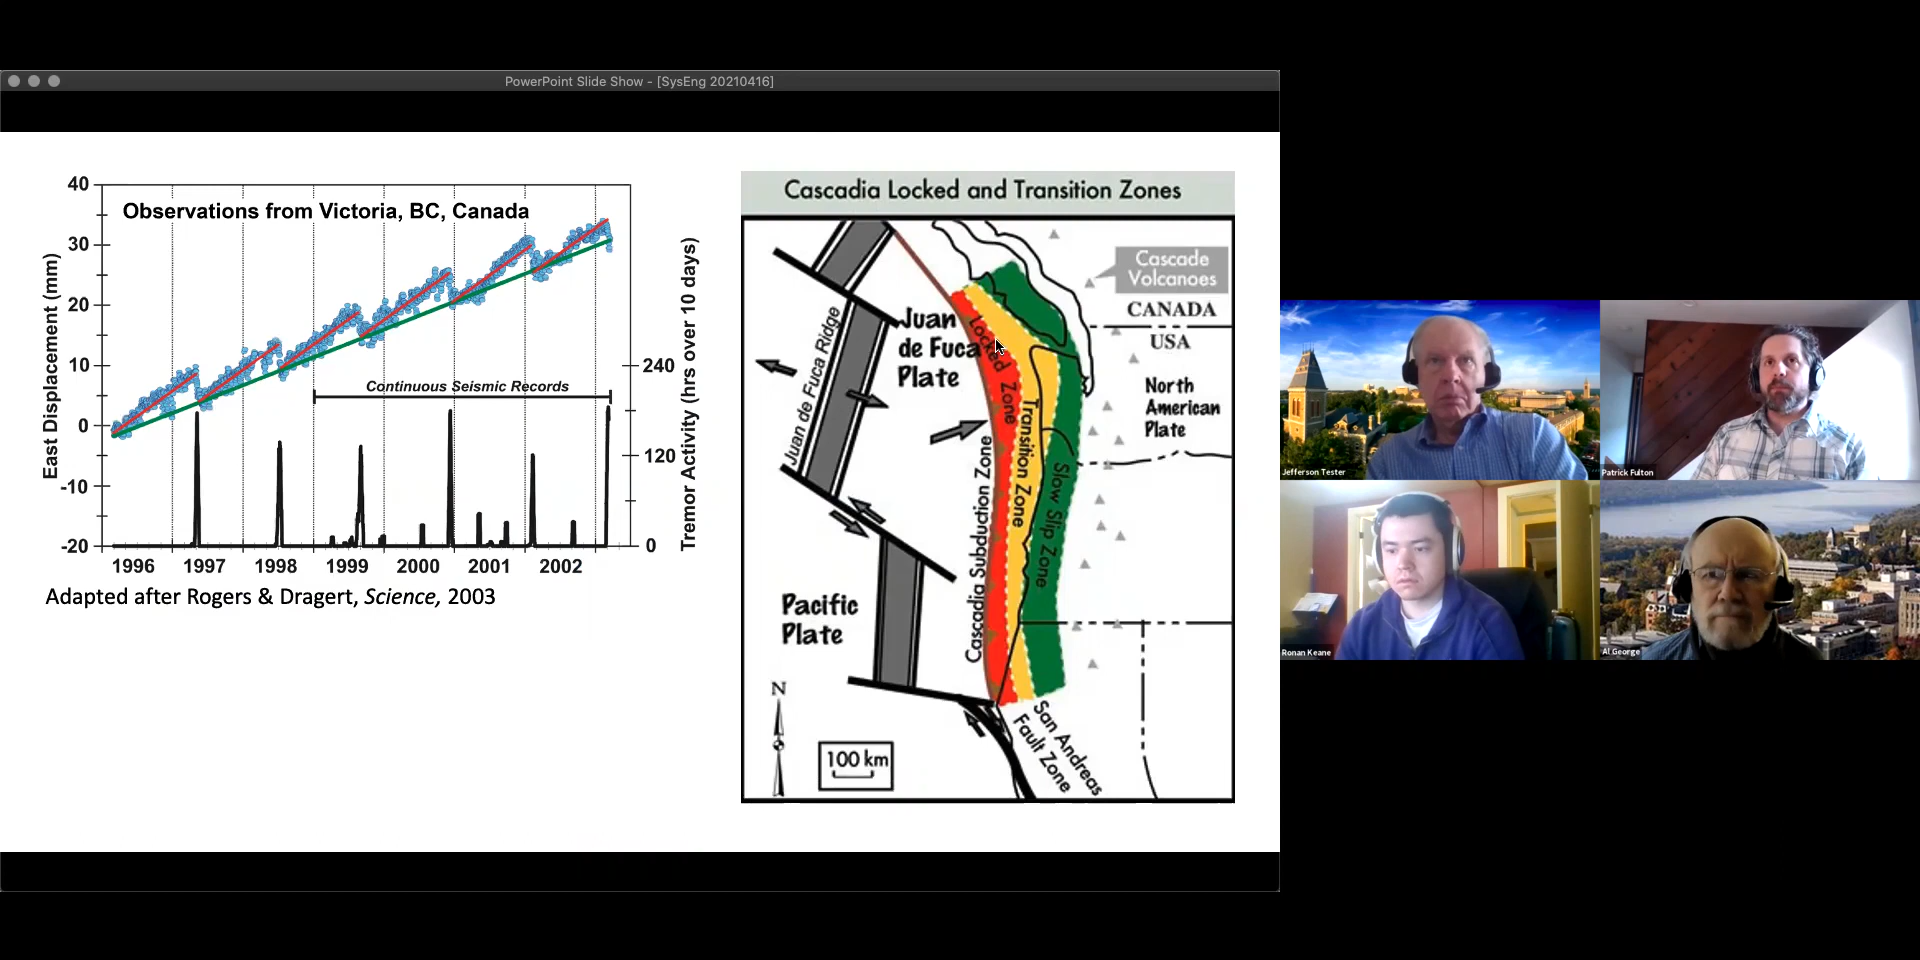 PowerPoint Slide Show - [SysEng 20210416]
Observations from Victoria, BC, Canada
East Displacement (mm)
40
30
20
10
0
-10
-20
Continuous Seismic Records
240
120
0
Tremor Activity (hrs over 10 days)
1996 1997 1998 1999 2000 2001 2002
Adapted after Rogers & Dragert, Science, 2003
Cascadia Locked and Transition Zones
Cascade
Volcanoes
CANADA
USA
North
American
Plate
Juan
de Fuca
Plate
Juan de Fuca Ridge
Locked Zone
Transition Zone
Slow Slip Zone
Cascadia Subduction Zone
Pacific
Plate
N
100 km
San Andreas
Fault Zone
Jefferson Tester
Patrick Fulton
Ronan Keane
Al George